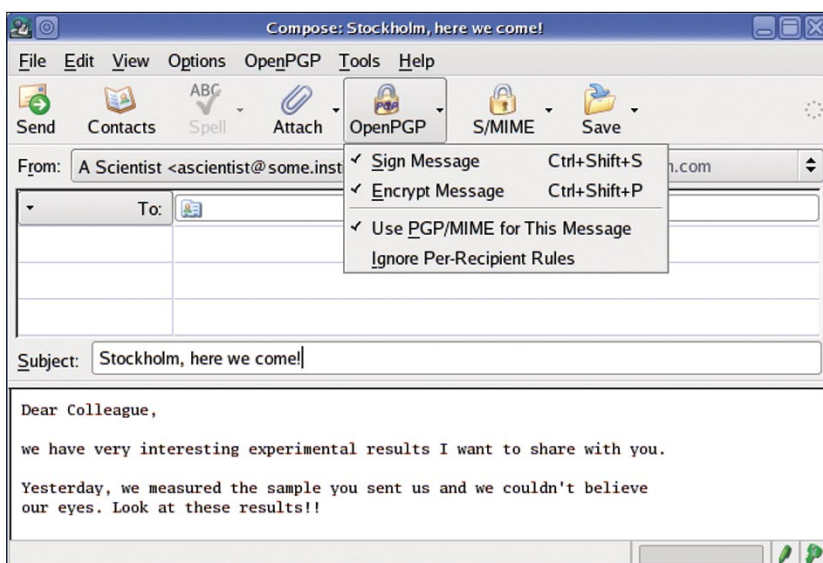 Compose: Stockholm, here we come!
File Edit View Options OpenPGP Tools Help
ABC
PGP
Send Contacts Spell Attach OpenPGP S/MIME Save
From: A Scientist <ascientist@some.inst
.com
✓ Sign Message Ctrl+Shift+S
✓ Encrypt Message Ctrl+Shift+P
✓ Use PGP/MIME for This Message
Ignore Per-Recipient Rules
To:
Subject: Stockholm, here we come!
Dear Colleague,
we have very interesting experimental results I want to share with you.
Yesterday, we measured the sample you sent us and we couldn't believe
our eyes. Look at these results!!